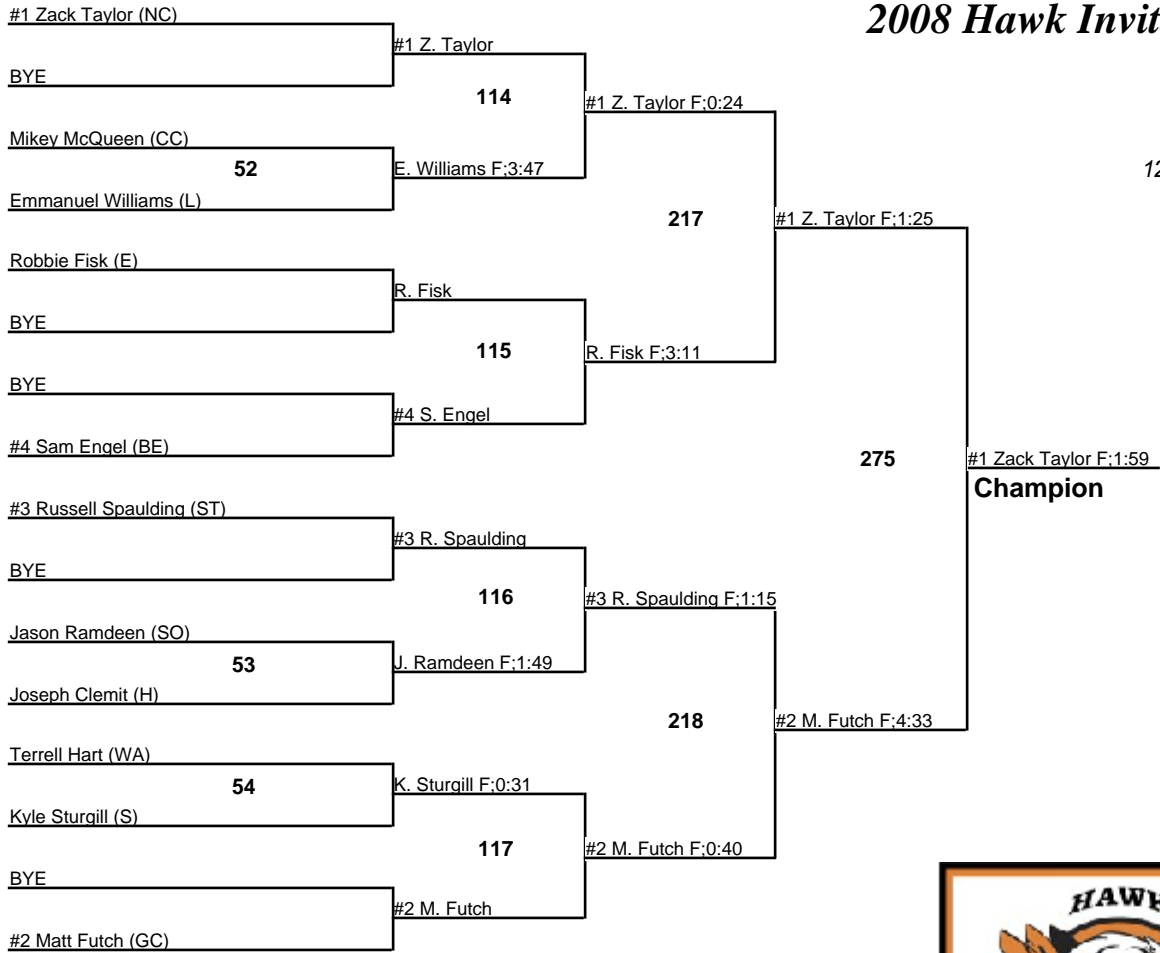 #1 Zack Taylor (NC)
2008 Hawk Invit
#1 Z. Taylor
BYE
114
#1 Z. Taylor F;0:24
Mikey McQueen (CC)
52
E. Williams F;3:47
12
Emmanuel Williams (L)
217
#1 Z. Taylor F;1:25
Robbie Fisk (E)
R. Fisk
BYE
115
R. Fisk F;3:11
BYE
#4 S. Engel
#4 Sam Engel (BE)
275
#1 Zack Taylor F;1:59
Champion
#3 Russell Spaulding (ST)
#3 R. Spaulding
BYE
116
#3 R. Spaulding F;1:15
Jason Ramdeen (SO)
53
J. Ramdeen F;1:49
Joseph Clemit (H)
218
#2 M. Futch F;4:33
Terrell Hart (WA)
54
K. Sturgill F;0:31
Kyle Sturgill (S)
117
#2 M. Futch F;0:40
BYE
#2 M. Futch
#2 Matt Futch (GC)
HAWK